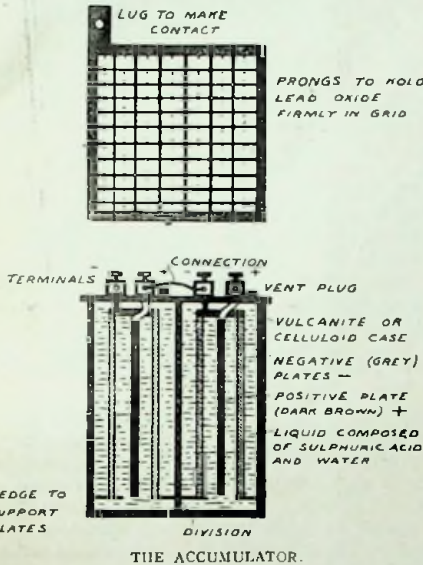 LUG TO MAKE
CONTACT
PRONGS TO HOLD
LEAD OXIDE
FIRMLY IN GRID
CONNECTION
TERMINALS
- + - +
VENT PLUG
VULCANITE OR
CELLULOID CASE
NEGATIVE (GREY)
PLATES -
POSITIVE PLATE
(DARK BROWN) +
LIQUID COMPOSED
OF SULPHURIC ACID
AND WATER
EDGE TO
UPPORT
LATES
DIVISION
THE ACCUMULATOR.